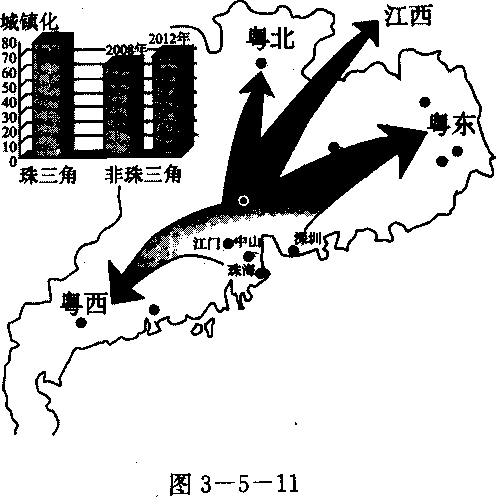 城镇化
80
70
60
50
40
30
20
10
0
2008年
2012年
珠三角 非珠三角
江西
粤北
粤东
江门
中山
深圳
珠海
粤西
图 3-5-11